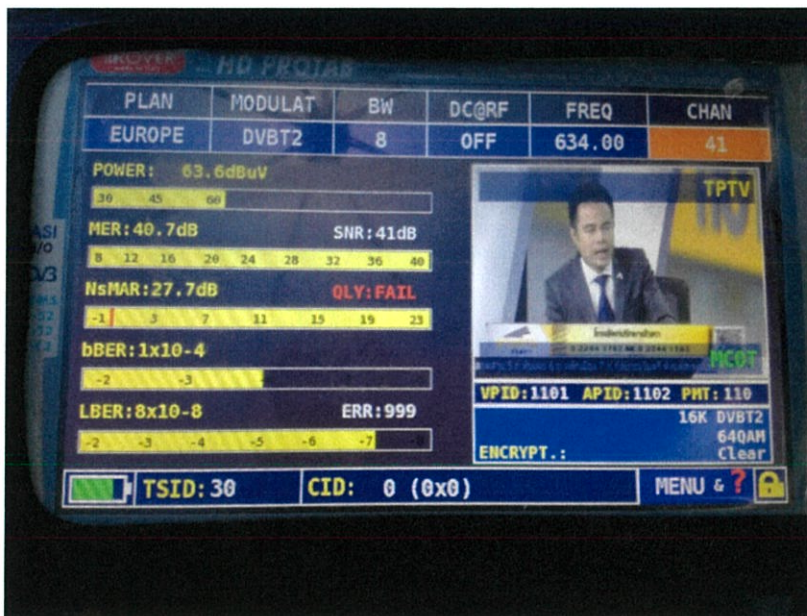 ROVER
HD PROTAB
PLAN MODULAT BW DC@RF FREQ CHAN
EUROPE DVBT2 8 OFF 634.00 41
POWER: 63.6dBuV
30 45 60
MER:40.7dB SNR:41dB
8 12 16 20 24 28 32 36 40
NsMAR:27.7dB QLY:FAIL
-1 3 7 11 15 19 23
bBER:1x10-4
-2 -3
LBER:8x10-8 ERR:999
-2 -3 -4 -5 -6 -7 -8
TPTV
MCOT
VPID:1101 APID:1102 PMT:110
16K DVBT2
64QAM
ENCRYPT.: Clear
TSID:30 CID: 0 (0x0) MENU & ?
ASI